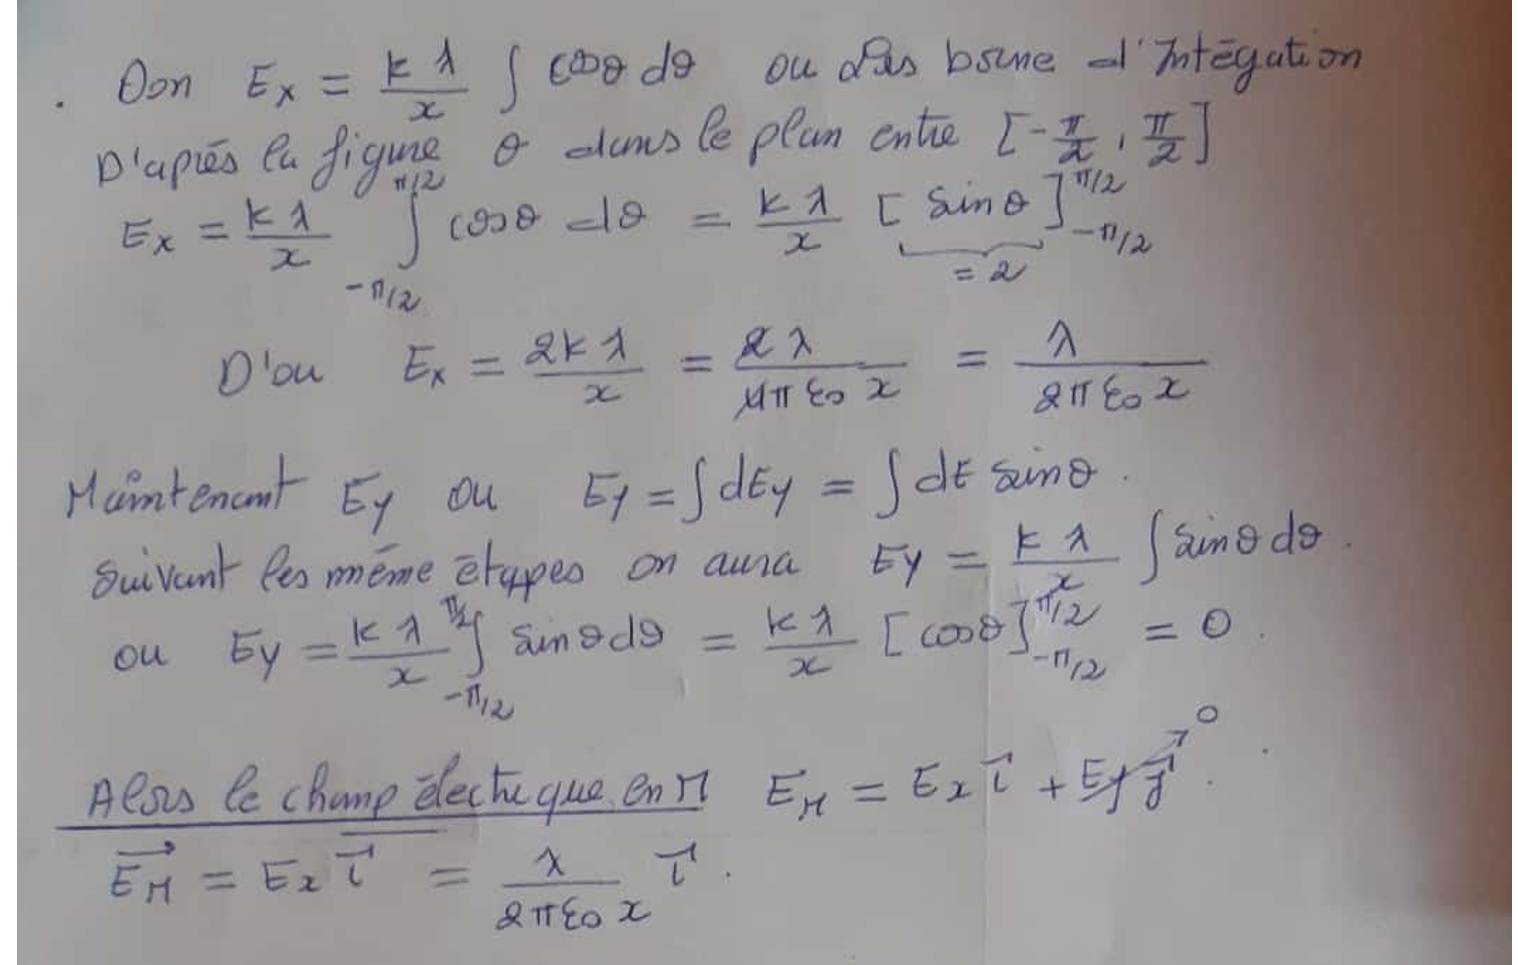 . Don Ex = kλ/x ∫ cosθ dθ ou Les borne d'Intégation
D'aprés la figure θ dans le plan entre [-π/2, π/2]
Ex = kλ/x ∫_{-π/2}^{π/2} cosθ dθ = kλ/x [sinθ]_{-π/2}^{π/2}
= 2
D'ou Ex = 2kλ/x = 2λ/4πε₀x = λ/2πε₀x
Maintenant Ey ou Ey = ∫dEy = ∫dE sinθ.
Suivant les même étapes on aura Ey = kλ/x ∫sinθ dθ.
ou Ey = kλ/x ∫_{-π/2}^{π/2} sinθ dθ = kλ/x [cosθ]_{-π/2}^{π/2} = 0.
Alors le champ électrique en M E_M = Ex i⃗ + Ey j⃗ → 0.
E⃗_M = Ex i⃗ = λ/2πε₀x i⃗.